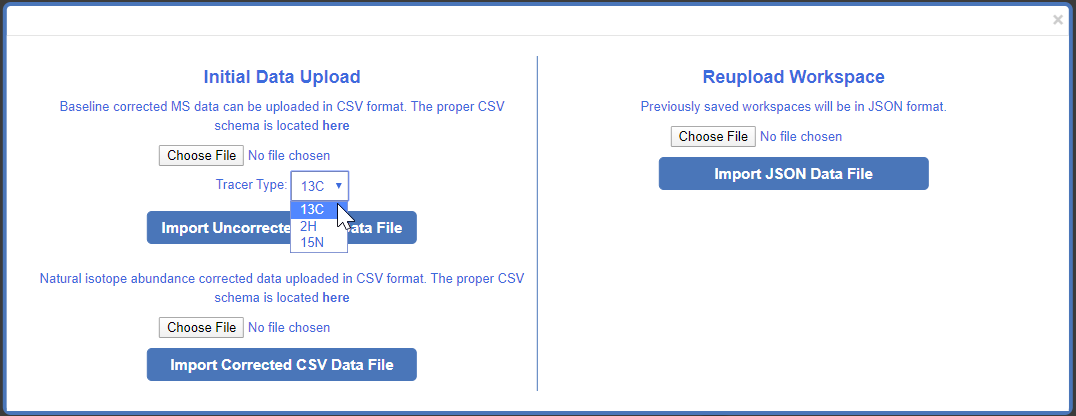 ×
Initial Data Upload
Baseline corrected MS data can be uploaded in CSV format. The proper CSV
schema is located here
Choose File No file chosen
Tracer Type: 13C
13C
2H
15N
Import Uncorrecte ata File
Natural isotope abundance corrected data uploaded in CSV format. The proper CSV
schema is located here
Choose File No file chosen
Import Corrected CSV Data File
Reupload Workspace
Previously saved workspaces will be in JSON format.
Choose File No file chosen
Import JSON Data File